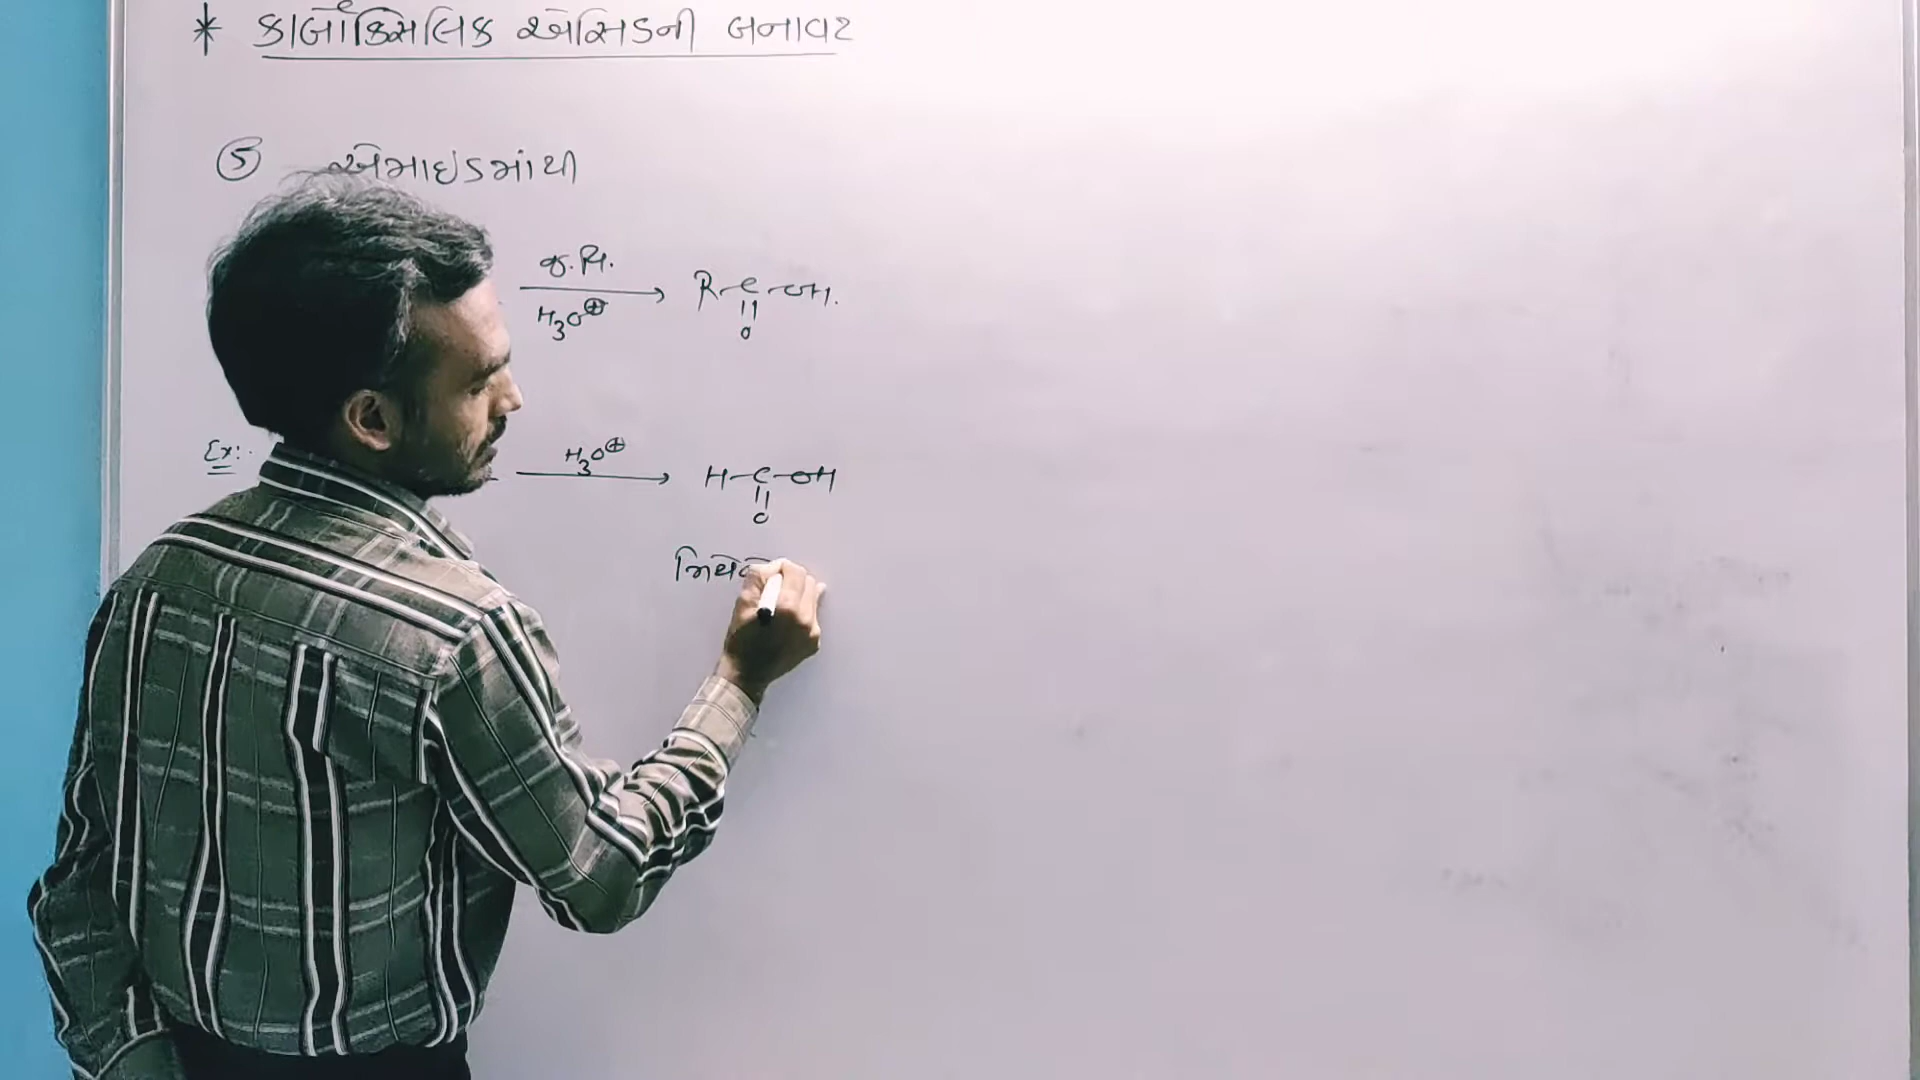 * કાર્બોક્સિલિક એસિડની બનાવટ
⑤ એમાઇડમાંથી
જ.વિ.
H₃O⊕
R-C-OH.
||
O
Ex:-
H₃O⊕
H-C-OH
||
O